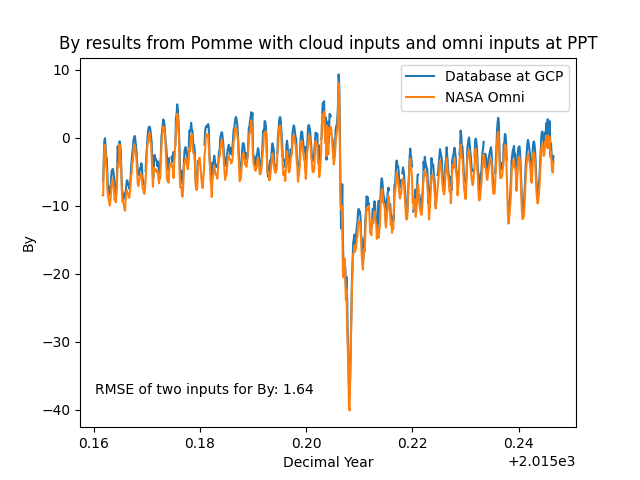 By results from Pomme with cloud inputs and omni inputs at PPT
Database at GCP
NASA Omni
10
0
−10
−20
−30
−40
By
RMSE of two inputs for By: 1.64
0.16
0.18
0.20
0.22
0.24
Decimal Year
+2.015e3